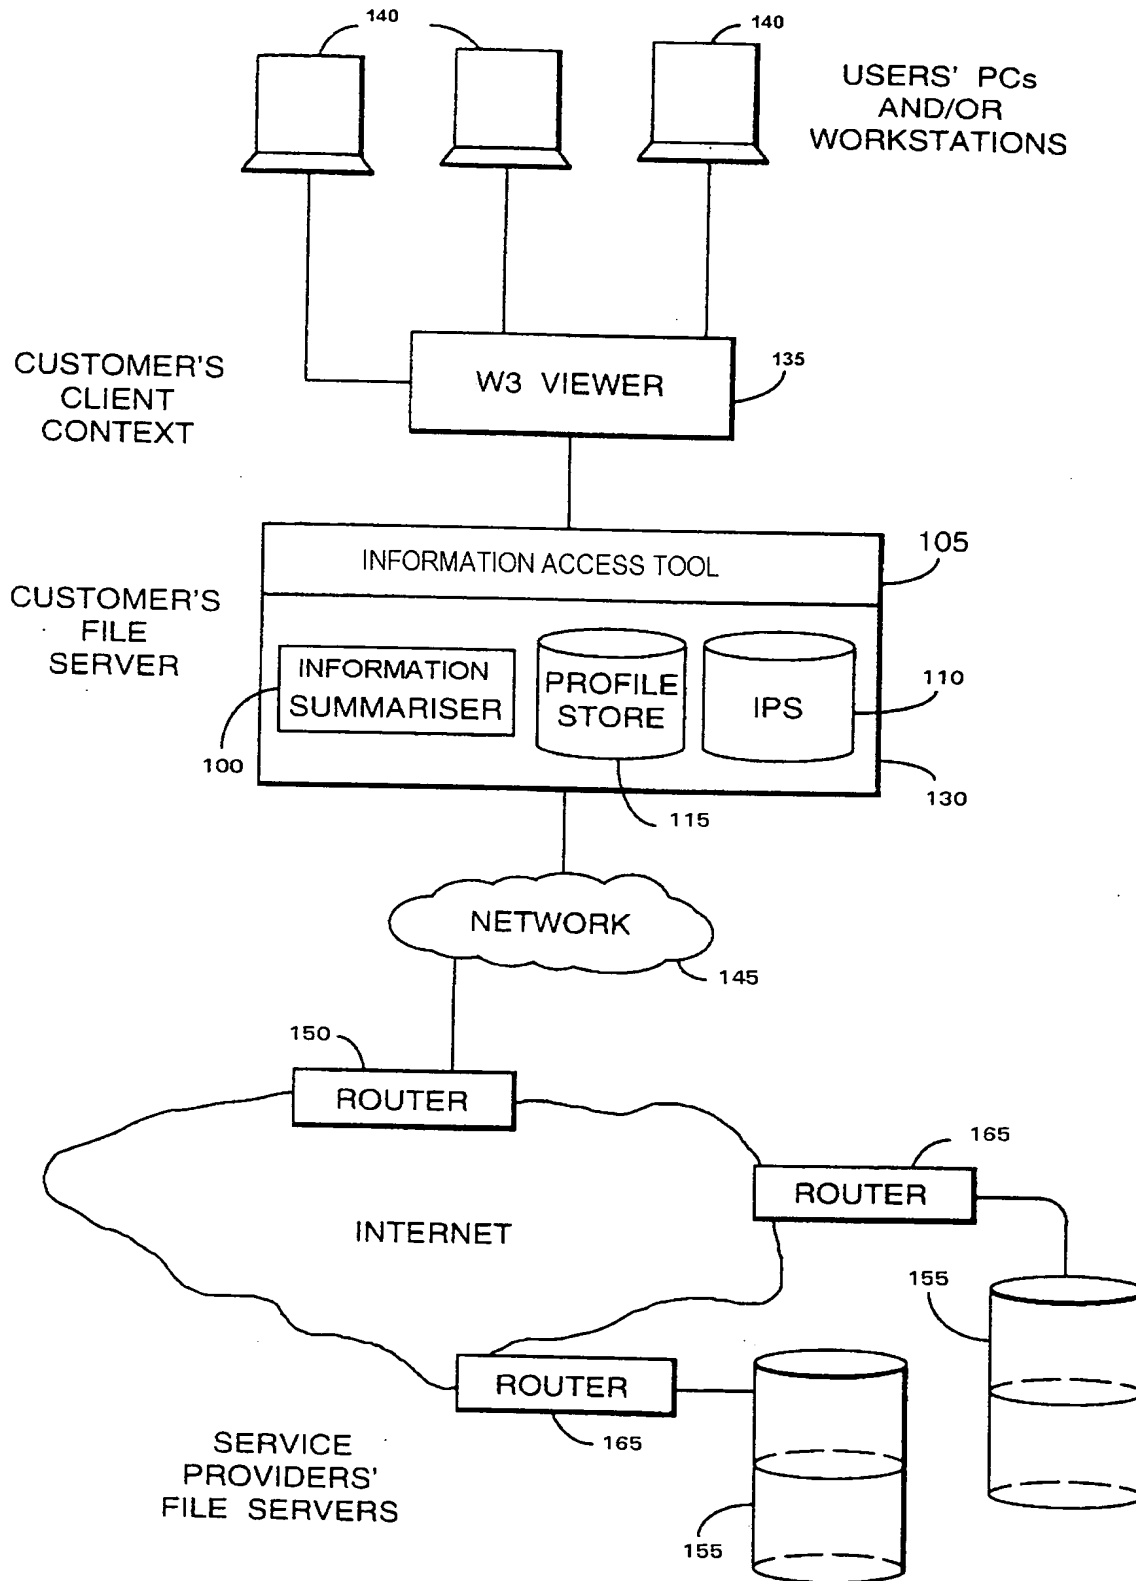 140
140
USERS' PCs
AND/OR
WORKSTATIONS
CUSTOMER'S
CLIENT
CONTEXT
W3 VIEWER
135
INFORMATION ACCESS TOOL
105
CUSTOMER'S
FILE
SERVER
INFORMATION
SUMMARISER
PROFILE
STORE
IPS
110
100
115
130
NETWORK
145
150
ROUTER
165
ROUTER
INTERNET
155
ROUTER
165
SERVICE
PROVIDERS'
FILE SERVERS
155